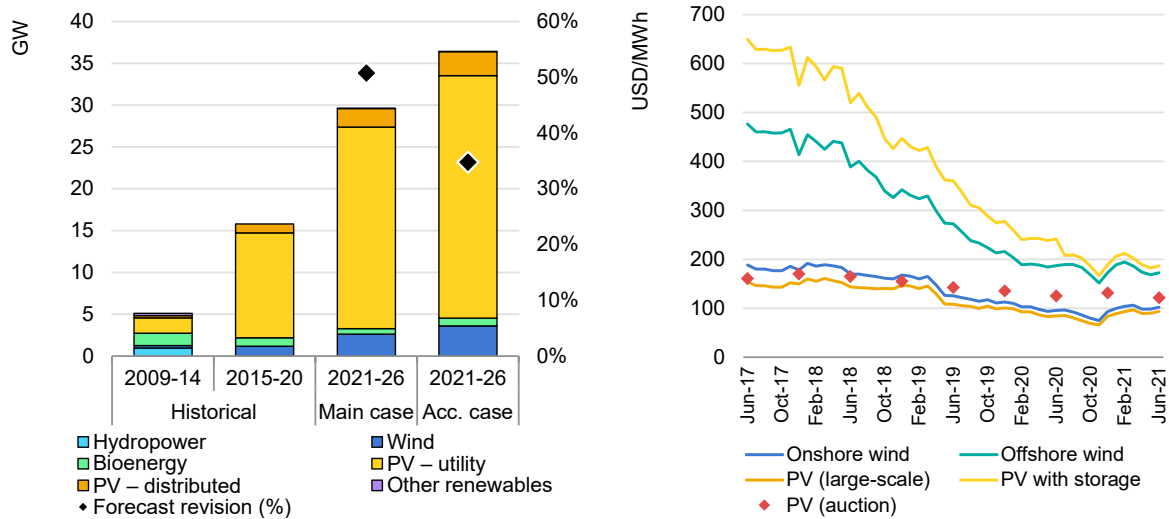 GW
40
35
30
25
20
15
10
5
0
60%
50%
40%
30%
20%
10%
0%
2009-14 2015-20 2021-26 2021-26
Historical Main case Acc. case
Hydropower Wind
Bioenergy PV – utility
PV – distributed Other renewables
Forecast revision (%)
USD/MWh
700
600
500
400
300
200
100
0
Jun-17
Oct-17
Feb-18
Jun-18
Oct-18
Feb-19
Jun-19
Oct-19
Feb-20
Jun-20
Oct-20
Feb-21
Jun-21
Onshore wind Offshore wind
PV (large-scale) PV with storage
PV (auction)